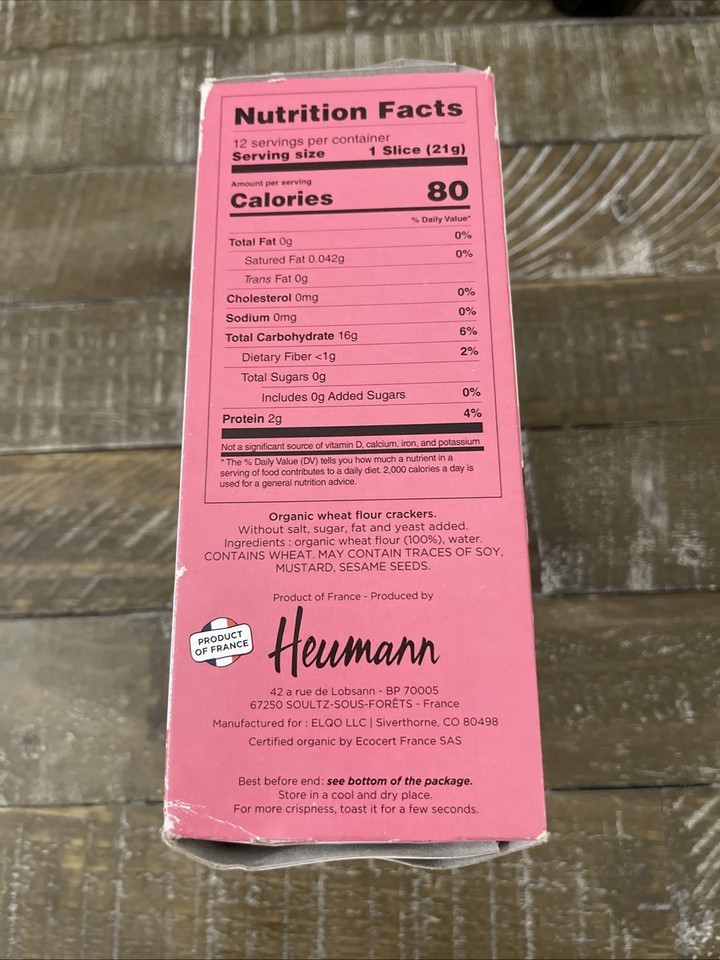 Nutrition Facts
12 servings per container
Serving size 1 Slice (21g)
Amount per serving
Calories 80
% Daily Value*
Total Fat 0g 0%
Satured Fat 0.042g 0%
Trans Fat 0g
Cholesterol 0mg 0%
Sodium 0mg 0%
Total Carbohydrate 16g 6%
Dietary Fiber <1g 2%
Total Sugars 0g
Includes 0g Added Sugars 0%
Protein 2g 4%
Not a significant source of vitamin D, calcium, iron, and potassium
* The % Daily Value (DV) tells you how much a nutrient in a
serving of food contributes to a daily diet. 2,000 calories a day is
used for a general nutrition advice.
Organic wheat flour crackers.
Without salt, sugar, fat and yeast added.
Ingredients : organic wheat flour (100%), water.
CONTAINS WHEAT. MAY CONTAIN TRACES OF SOY,
MUSTARD, SESAME SEEDS.
Product of France - Produced by
PRODUCT
OF FRANCE
Heumann
42 a rue de Lobsann - BP 70005
67250 SOULTZ-SOUS-FORÊTS - France
Manufactured for : ELQO LLC | Siverthorne, CO 80498
Certified organic by Ecocert France SAS
Best before end: see bottom of the package.
Store in a cool and dry place.
For more crispness, toast it for a few seconds.